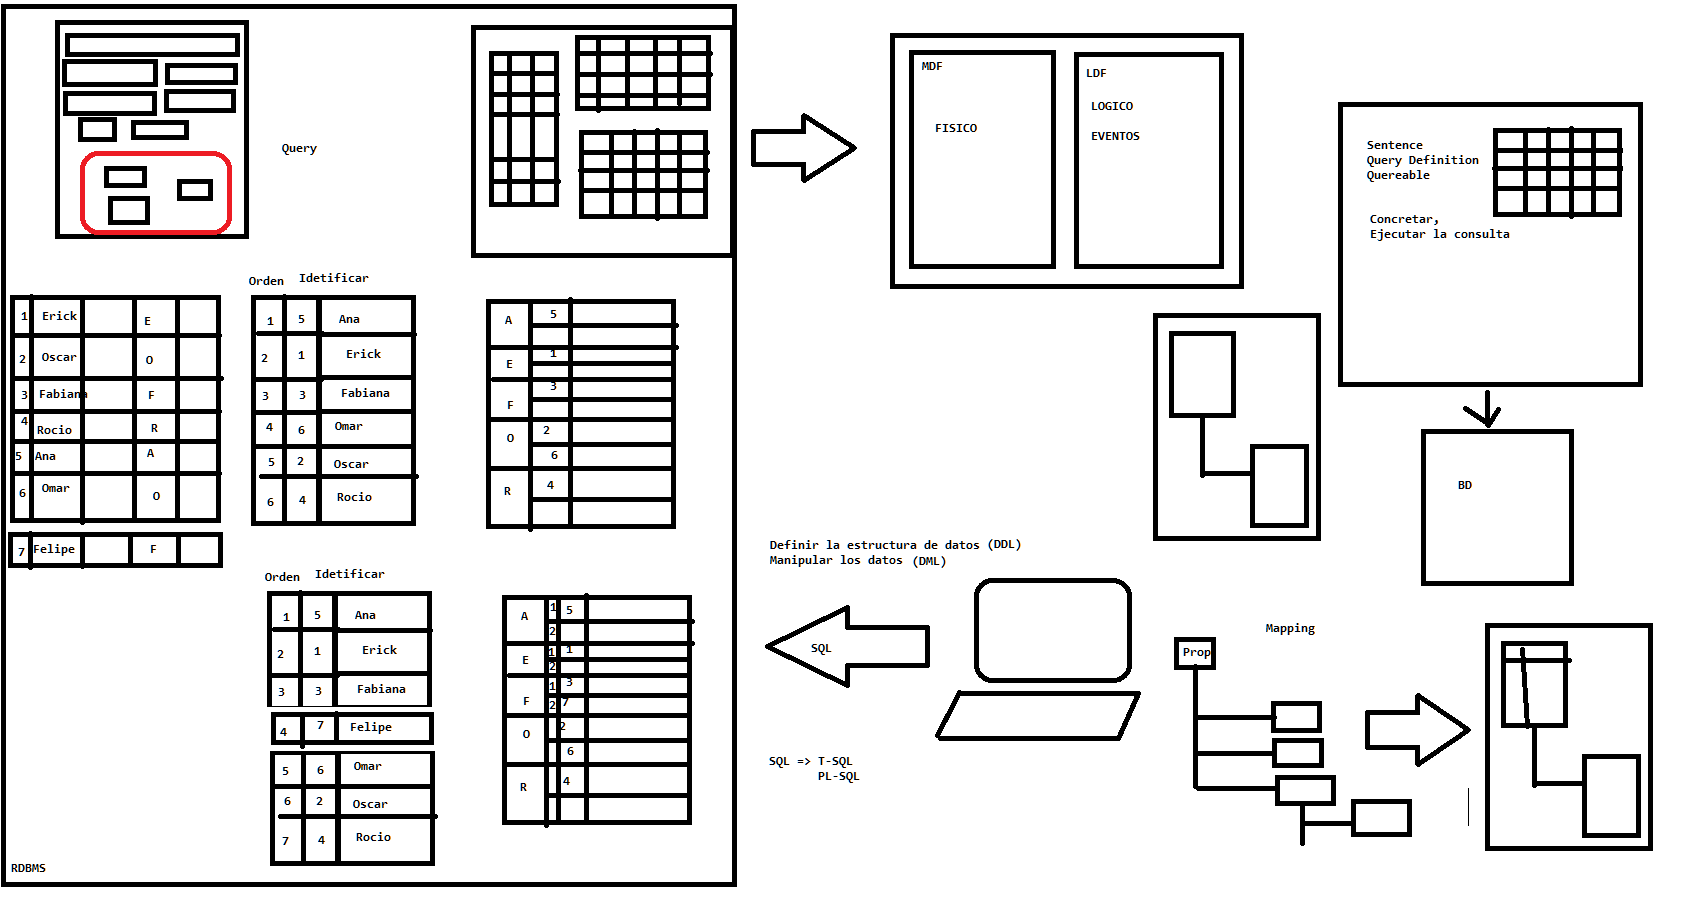 Query
MDF
FISICO
LDF
LOGICO
EVENTOS
Sentence
Query Definition
Quereable
Concretar,
Ejecutar la consulta
BD
Orden Idetificar
1 Erick E
2 Oscar O
3 Fabiana F
4 Rocio R
5 Ana A
6 Omar O
7 Felipe F
1 5 Ana
2 1 Erick
3 3 Fabiana
4 6 Omar
5 2 Oscar
6 4 Rocio
A 5
E 1
F 3
O 2
6
R 4
Orden Idetificar
1 5 Ana
2 1 Erick
3 3 Fabiana
4 7 Felipe
5 6 Omar
6 2 Oscar
7 4 Rocio
A 1 5
2
E 1 1
2
F 1 3
2 7
O 2
6
R 4
RDBMS
Definir la estructura de datos (DDL)
Manipular los datos (DML)
SQL
SQL => T-SQL
PL-SQL
Mapping
Prop